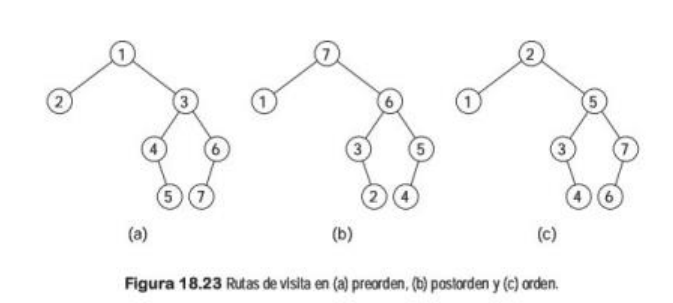 1 7 2
2 3 1 6 1 5
4 6 3 5 3 7
5 7 2 4 4 6
(a) (b) (c)
Figura 18.23 Rutas de visita en (a) preorden, (b) postorden y (c) orden.